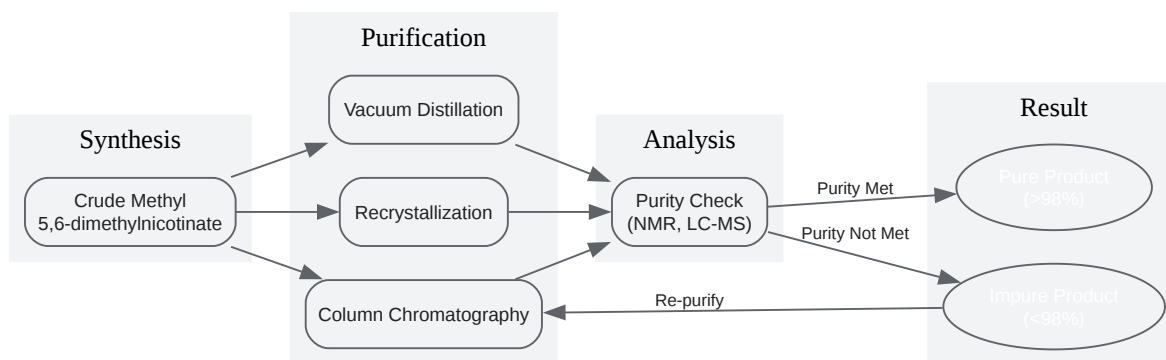 Synthesis
Crude Methyl
5,6-dimethylnicotinate
Purification
Vacuum Distillation
Recrystallization
Column Chromatography
Analysis
Purity Check
(NMR, LC-MS)
Purity Met
Purity Not Met
Re-purify
Result
Pure Product
(>98%)
Impure Product
(<98%)